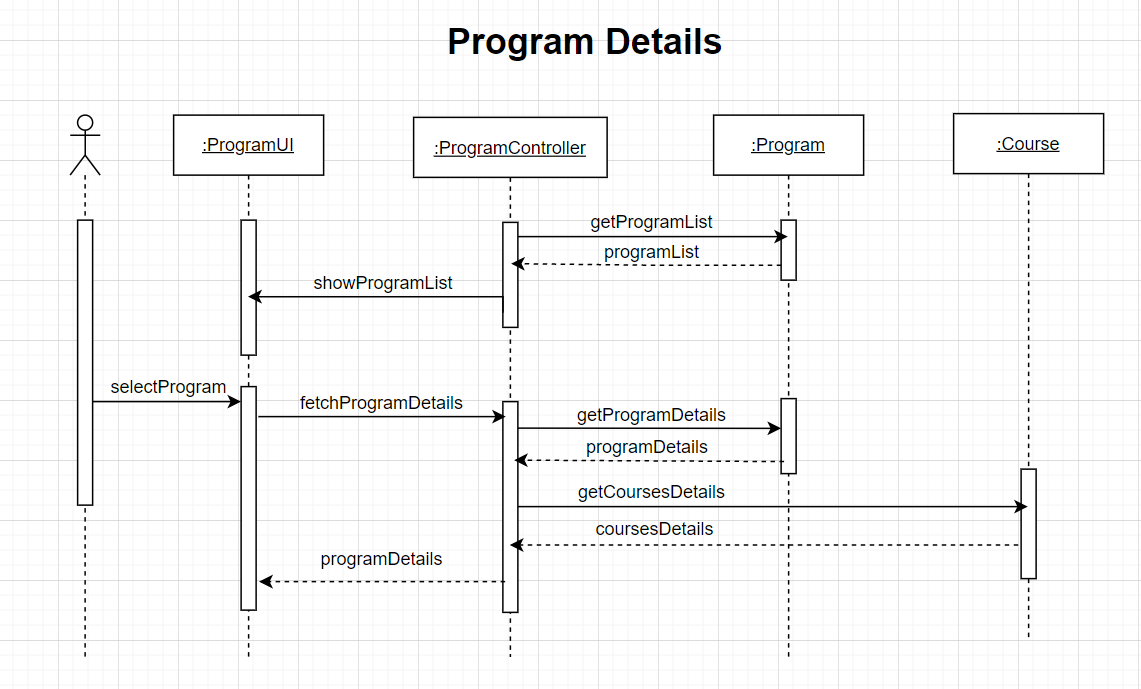 Program Details
:ProgramUI
:ProgramController
:Program
:Course
getProgramList
programList
showProgramList
selectProgram
fetchProgramDetails
getProgramDetails
programDetails
getCoursesDetails
coursesDetails
programDetails